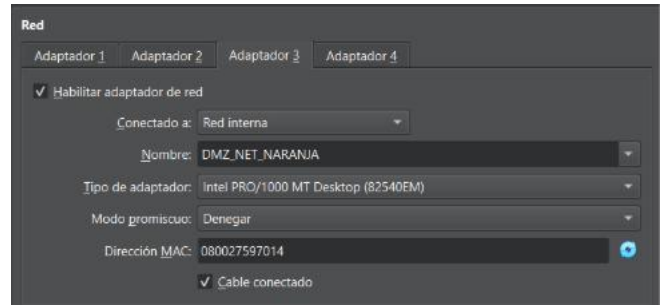 Red
Adaptador 1 Adaptador 2 Adaptador 3 Adaptador 4
Habilitar adaptador de red
Conectado a: Red interna
Nombre: DMZ_NET_NARANJA
Tipo de adaptador: Intel PRO/1000 MT Desktop (82540EM)
Modo promiscuo: Denegar
Dirección MAC: 080027597014
Cable conectado